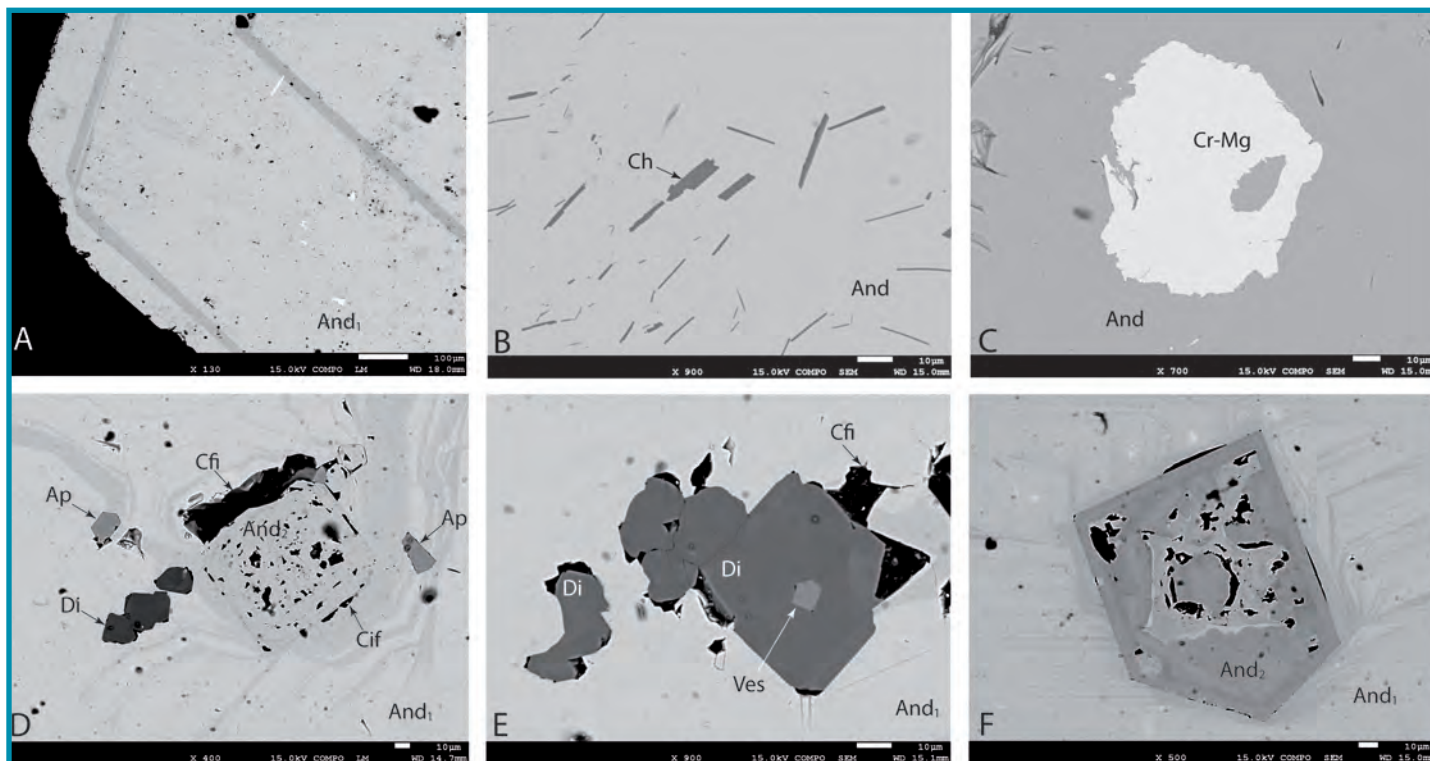 And₁
A
100µm
X 130 15.0kV COMPO LM WD 18.0mm
Ch
And
B
10µm
X 900 15.0kV COMPO SEM WD 15.0mm
Cr-Mg
And
C
10µm
X 700 15.0kV COMPO SEM WD 15.0mm
Cfi
Ap
And₂
Ap
Di
Cif
And₁
D
10µm
X 400 15.0kV COMPO LM WD 14.7mm
Cfi
Di
Di
Ves
And₁
E
10µm
X 900 15.0kV COMPO SEM WD 15.1mm
And₂
And₁
F
10µm
X 500 15.0kV COMPO SEM WD 15.0mm